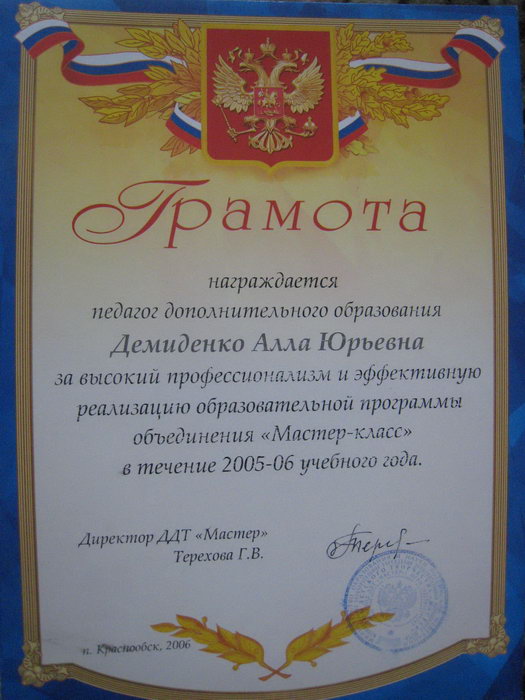 Грамота
награждается
педагог дополнительного образования
Демиденко Алла Юрьевна
за высокий профессионализм и эффективную
реализацию образовательной программы
объединения «Мастер-класс»
в течение 2005-06 учебного года.
Директор ДДТ «Мастер»
Терехова Г.В.
п. Краснообск, 2006